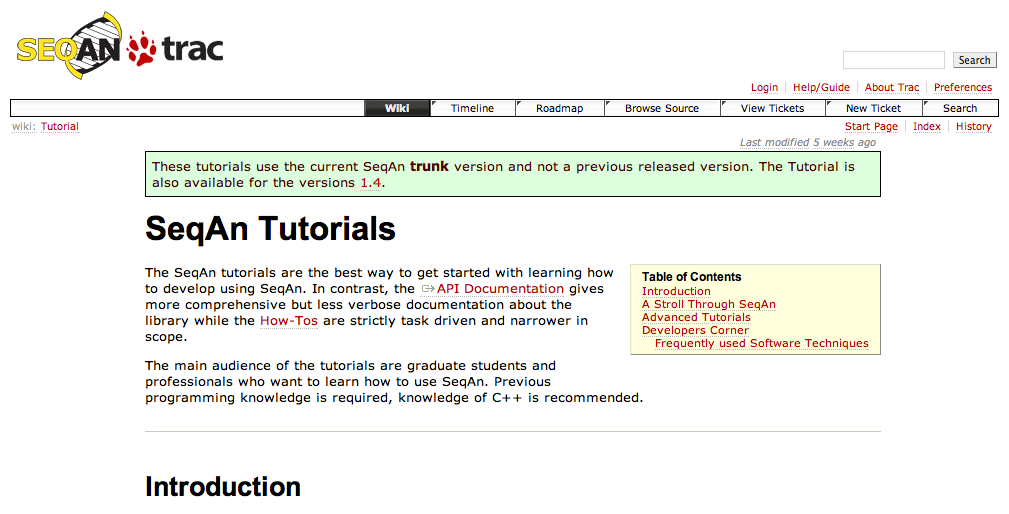 SEQAN trac
Search
Login Help/Guide About Trac Preferences
Wiki Timeline Roadmap Browse Source View Tickets New Ticket Search
wiki: Tutorial Start Page Index History
Last modified 5 weeks ago
These tutorials use the current SeqAn trunk version and not a previous released version. The Tutorial is
also available for the versions 1.4.
SeqAn Tutorials
The SeqAn tutorials are the best way to get started with learning how
to develop using SeqAn. In contrast, the API Documentation gives
more comprehensive but less verbose documentation about the
library while the How-Tos are strictly task driven and narrower in
scope.
Table of Contents
Introduction
A Stroll Through SeqAn
Advanced Tutorials
Developers Corner
Frequently used Software Techniques
The main audience of the tutorials are graduate students and
professionals who want to learn how to use SeqAn. Previous
programming knowledge is required, knowledge of C++ is recommended.
Introduction